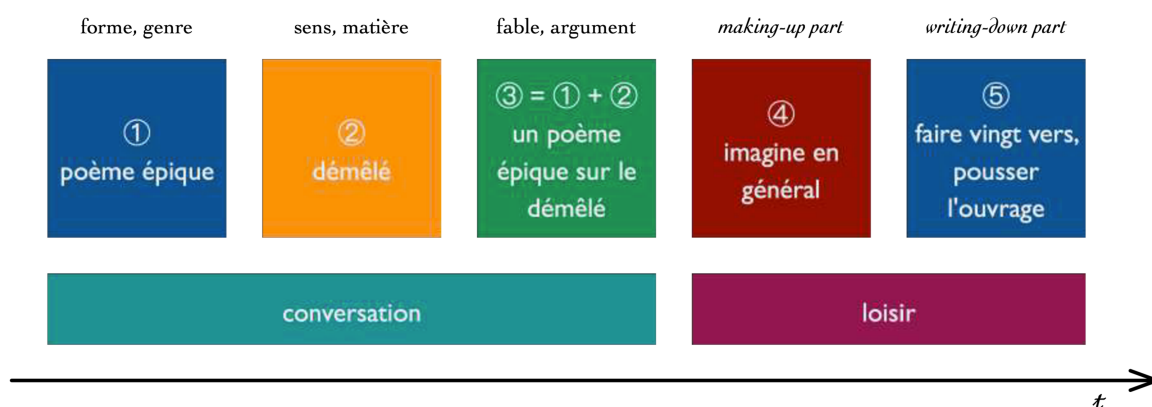 forme, genre
sens, matière
fable, argument
making-up part
writing-down part
①
poème épique
②
démêlé
③ = ① + ②
un poème
épique sur le
démêlé
④
imagine en
général
⑤
faire vingt vers,
pousser
l'ouvrage
conversation
loisir
t